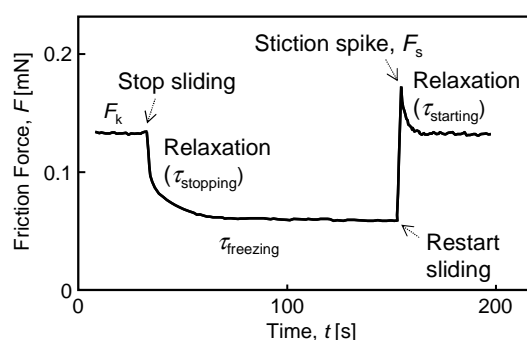 Friction Force, F [mN]
0.2
0.1
0
Stiction spike, Fs
Stop sliding
Fk
Relaxation
(τstopping)
Relaxation
(τstarting)
τfreezing
Restart
sliding
0
100
200
Time, t [s]